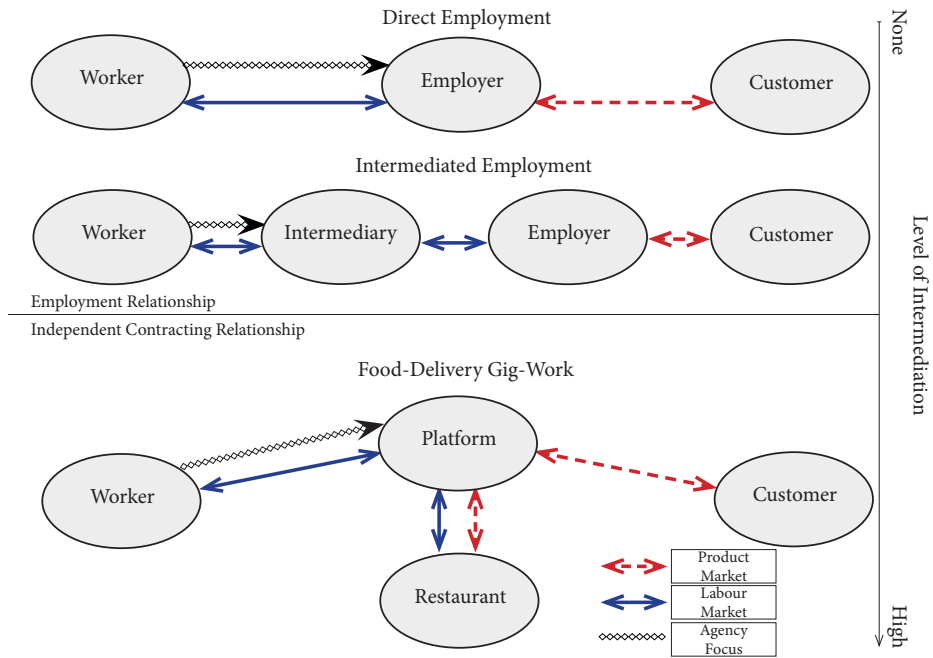 Direct Employment
None
Worker
Employer
Customer
Intermediated Employment
Worker
Intermediary
Employer
Customer
Level of Intermediation
Employment Relationship
Independent Contracting Relationship
Food-Delivery Gig-Work
Platform
Worker
Customer
Restaurant
Product
Market
Labour
Market
Agency
Focus
High